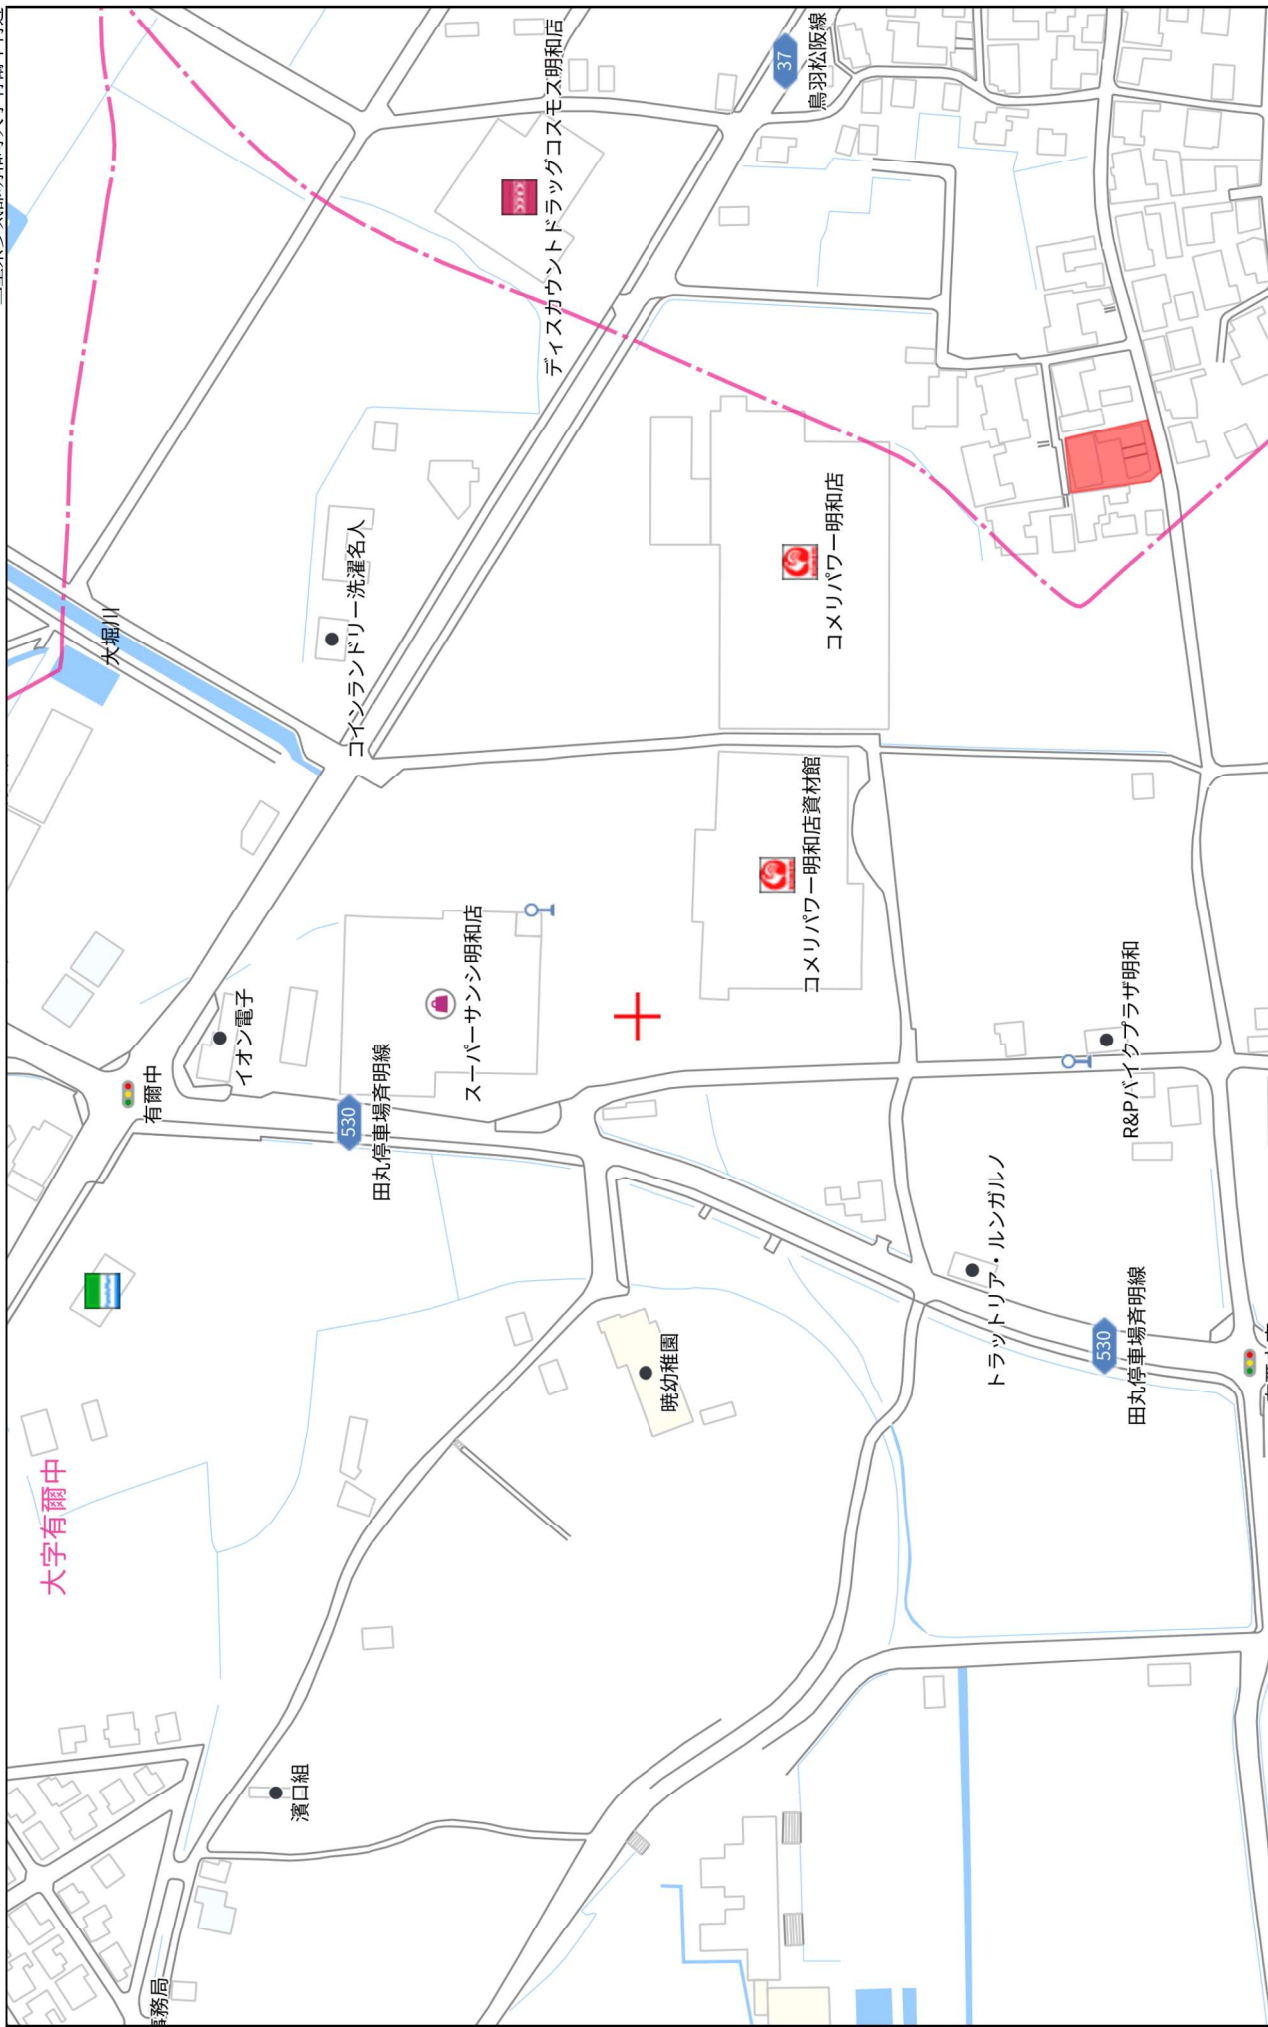 大字有爾中
有爾中
イオン電子
530
田丸停車場斉明線
スーパーサンシ明和店
大堀川
コインランドリー洗濯名人
ディスカウントドラッグコスモス明和店
37
鳥羽松阪線
コメリパワー明和店
コメリパワー明和店資材館
R&Pバイクプラザ明和
トラットリア・ルンガルノ
530
田丸停車場斉明線
暁幼稚園
濱口組
務局